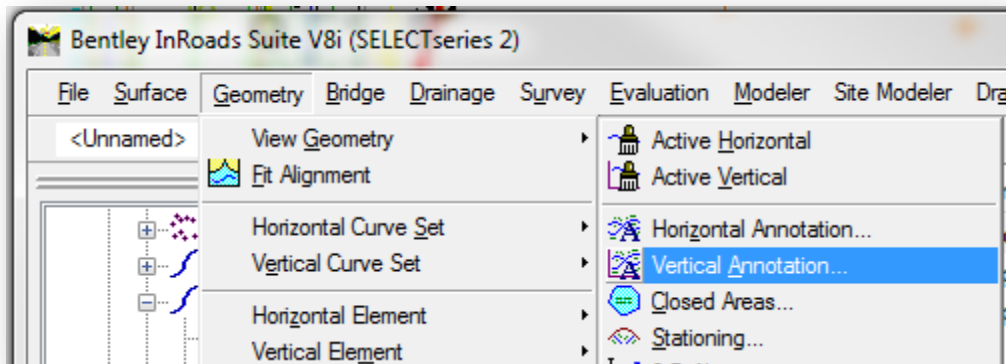 Bentley InRoads Suite V8i (SELECTseries 2)
File Surface Geometry Bridge Drainage Survey Evaluation Modeler Site Modeler
<Unnamed>
View Geometry
Fit Alignment
Horizontal Curve Set
Vertical Curve Set
Horizontal Element
Vertical Element
Active Horizontal
Active Vertical
Horizontal Annotation...
Vertical Annotation...
Closed Areas...
Stationing...